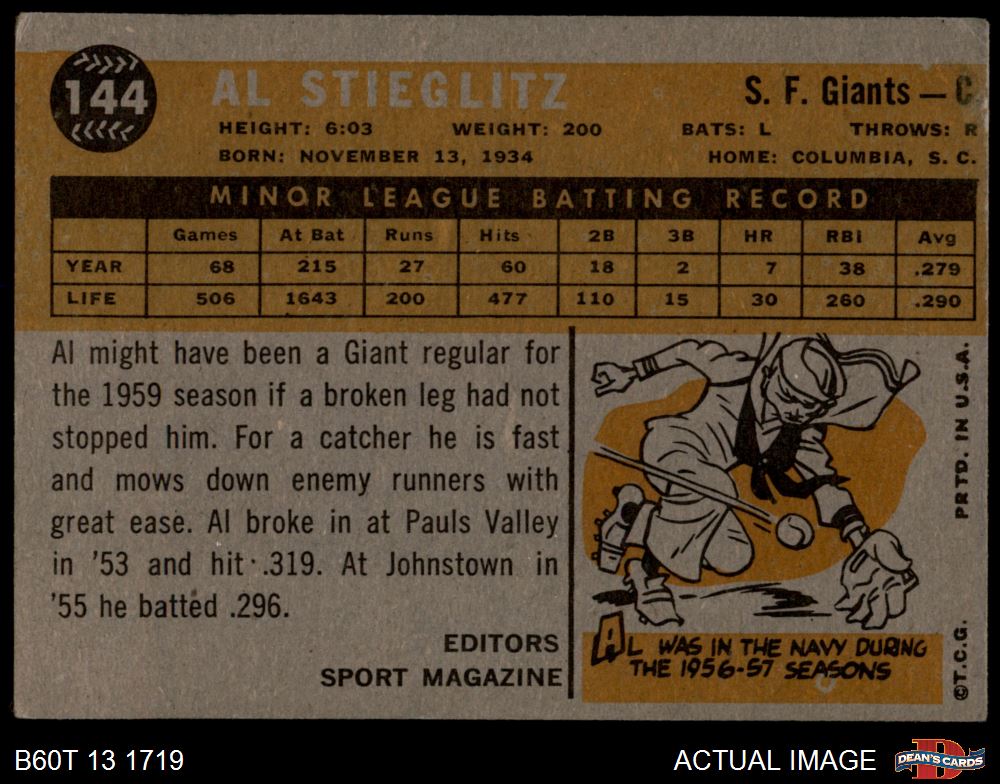 144
AL STIEGLITZ
S. F. Giants — C
HEIGHT: 6:03 WEIGHT: 200 BATS: L THROWS: R
BORN: NOVEMBER 13, 1934 HOME: COLUMBIA, S. C.
MINOR LEAGUE BATTING RECORD
Games At Bat Runs Hits 2B 3B HR RBI Avg
YEAR 68 215 27 60 18 2 7 38 .279
LIFE 506 1643 200 477 110 15 30 260 .290
Al might have been a Giant regular for
the 1959 season if a broken leg had not
stopped him. For a catcher he is fast
and mows down enemy runners with
great ease. Al broke in at Pauls Valley
in '53 and hit .319. At Johnstown in
'55 he batted .296.
EDITORS
SPORT MAGAZINE
AL WAS IN THE NAVY DURING
THE 1956-57 SEASONS
PRTD. IN U.S.A.
©T.C.G.
B60T 13 1719
ACTUAL IMAGE
DEAN'S CARDS